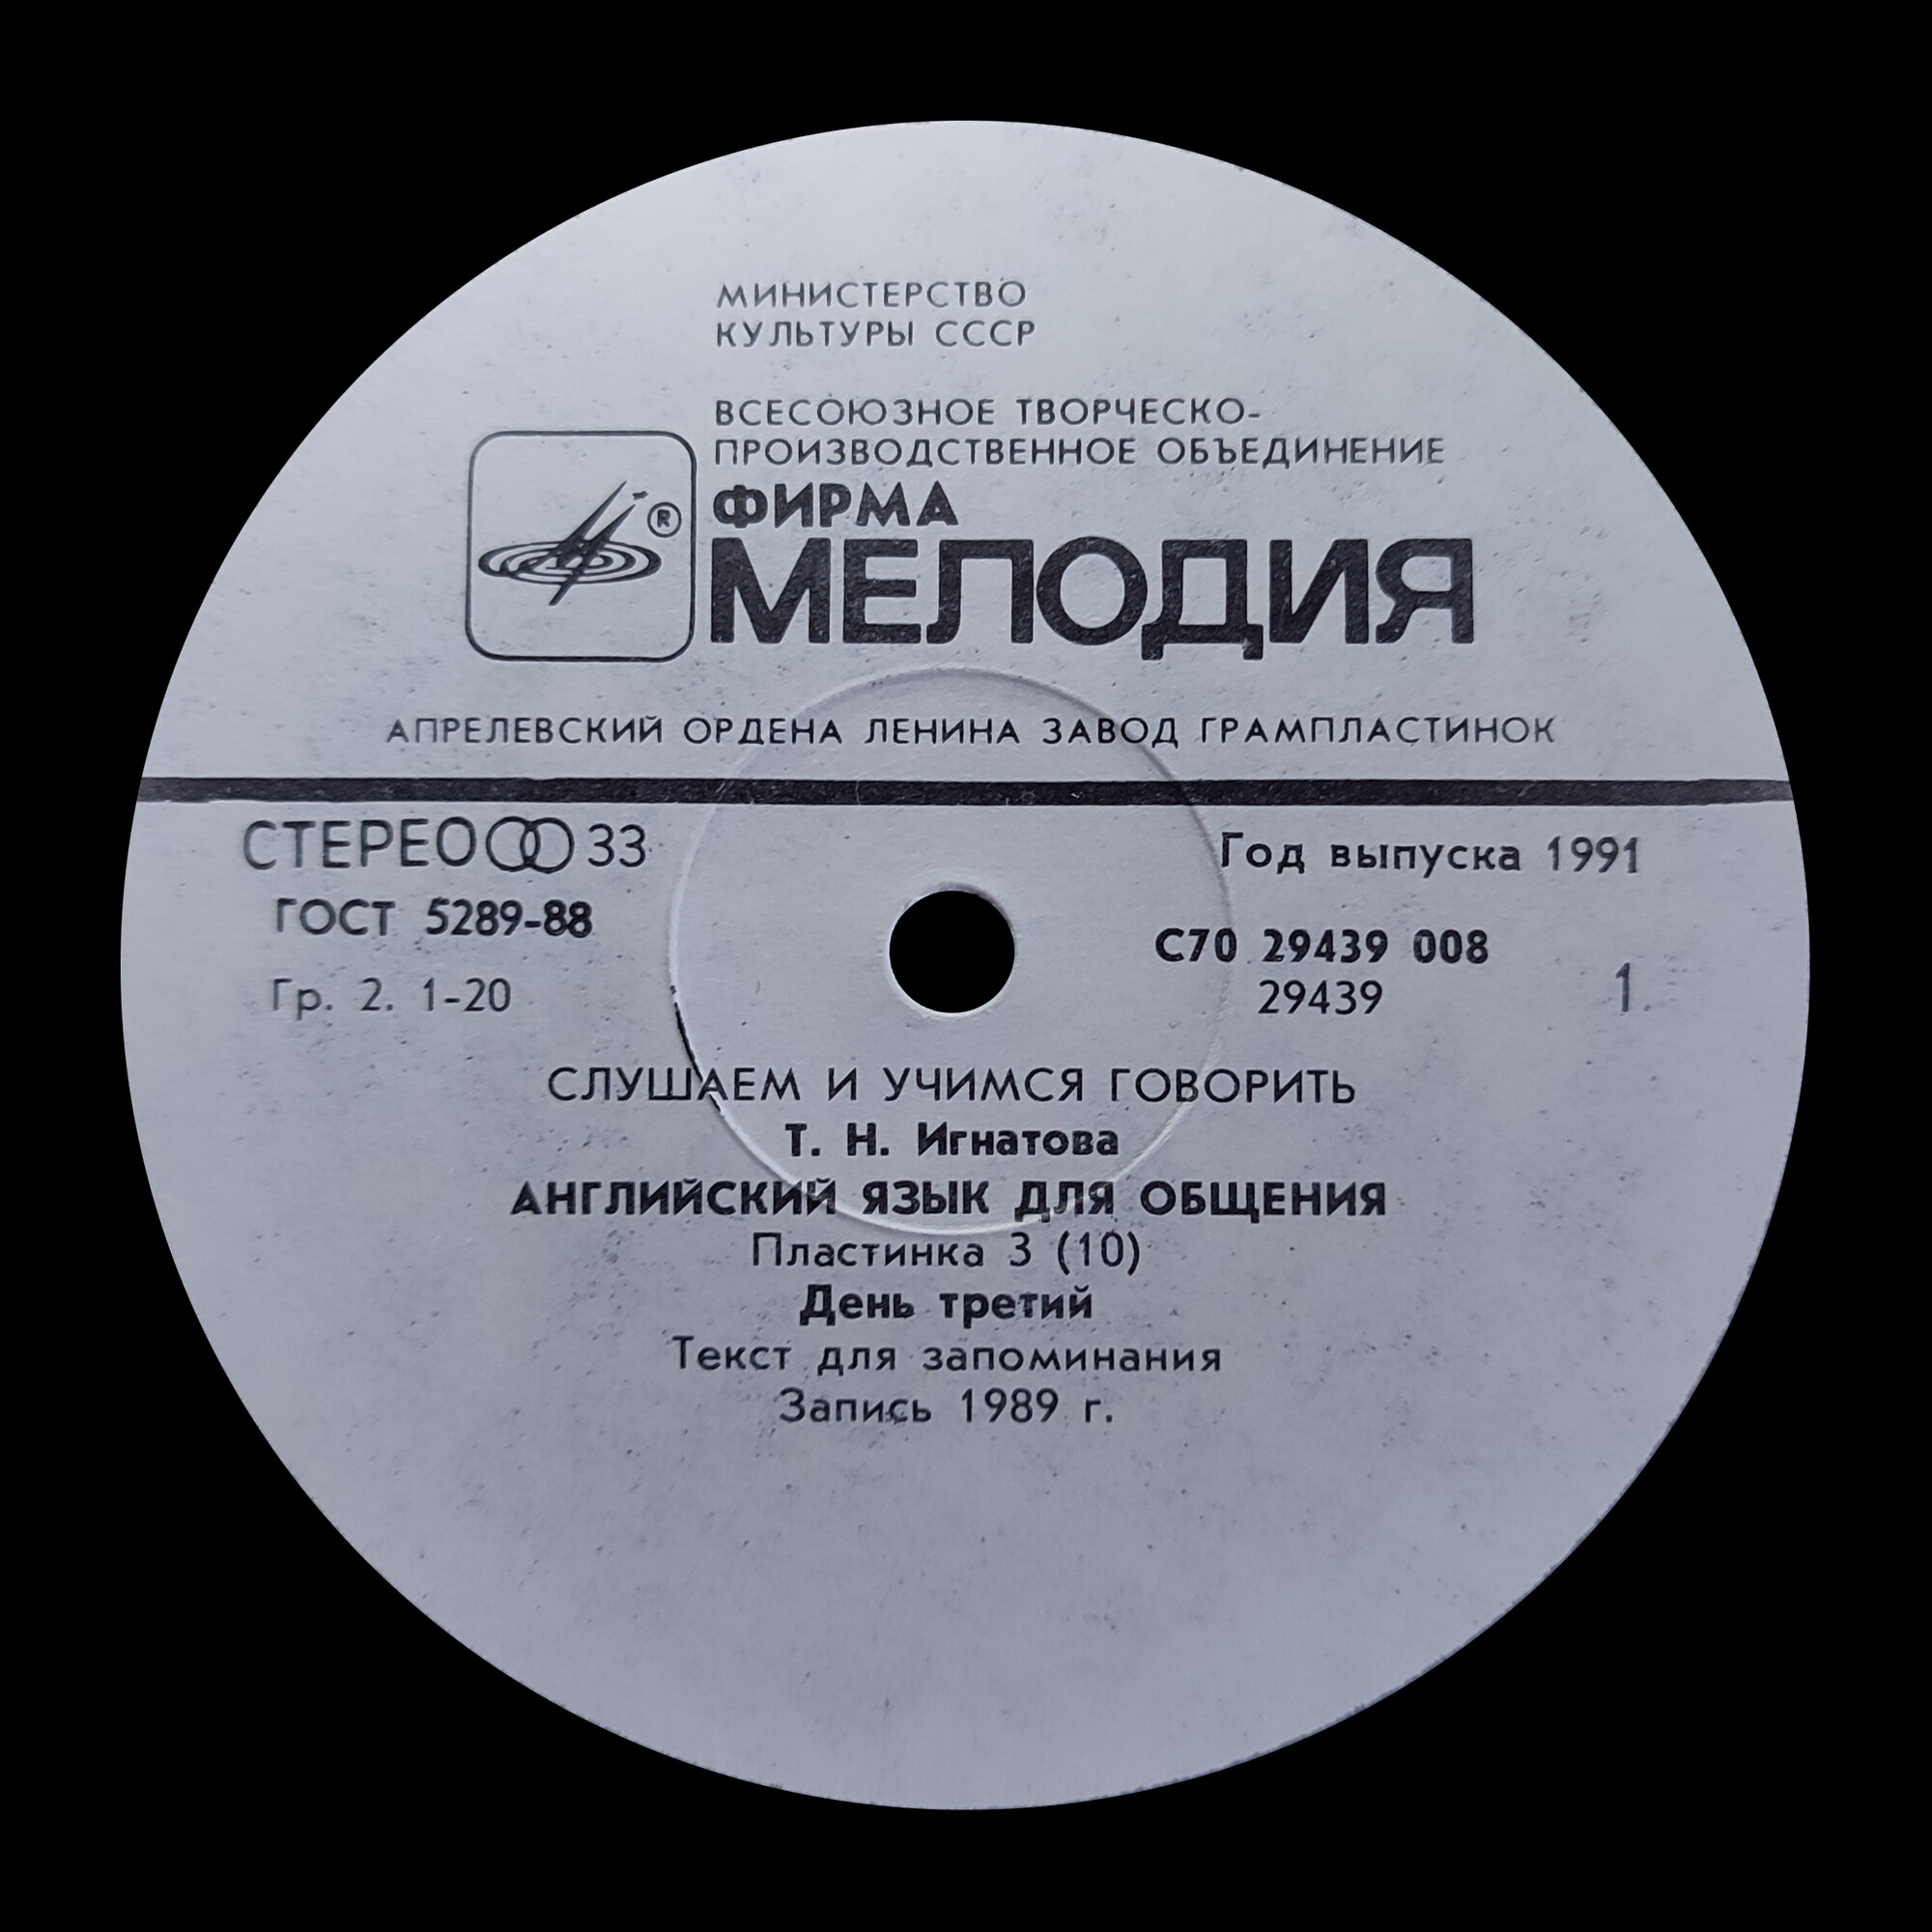 МИНИСТЕРСТВО
КУЛЬТУРЫ СССР
ВСЕСОЮЗНОЕ ТВОРЧЕСКО-
ПРОИЗВОДСТВЕННОЕ ОБЪЕДИНЕНИЕ
®
ФИРМА
МЕЛОДИЯ
АПРЕЛЕВСКИЙ ОРДЕНА ЛЕНИНА ЗАВОД ГРАМПЛАСТИНОК
СТЕРЕО 33
Год выпуска 1991
ГОСТ 5289-88
С70 29439 008
Гр. 2. 1-20
29439
1
СЛУШАЕМ И УЧИМСЯ ГОВОРИТЬ
Т. Н. Игнатова
АНГЛИЙСКИЙ ЯЗЫК ДЛЯ ОБЩЕНИЯ
Пластинка 3 (10)
День третий
Текст для запоминания
Запись 1989 г.